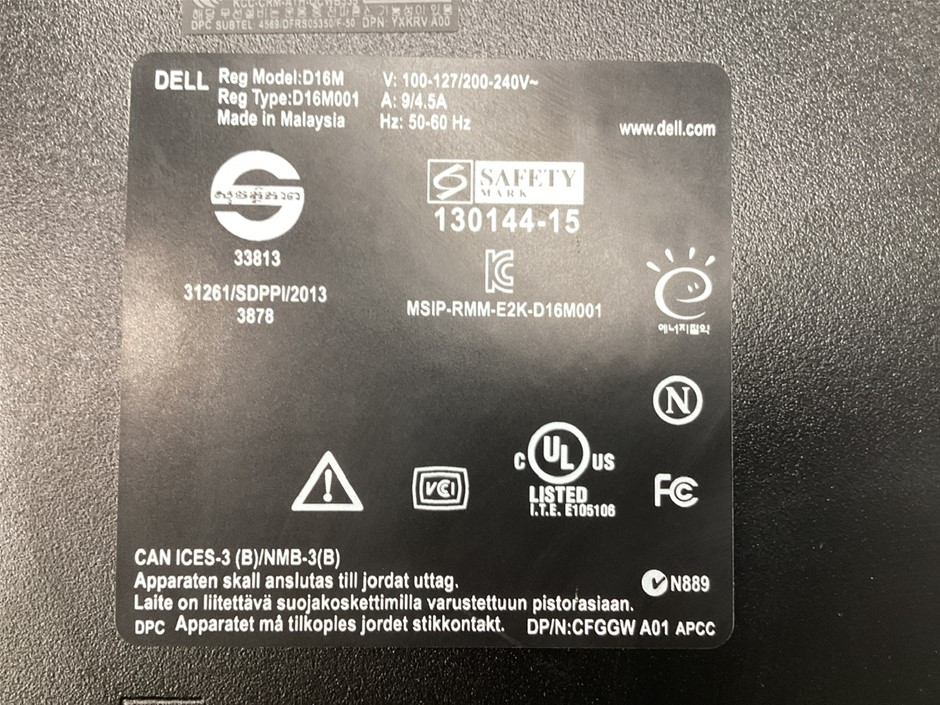 DPC SUBTEL 4569/DFRS05350/F-50 DPN: YXKRV A00
DELL Reg Model:D16M V: 100-127/200-240V~
Reg Type:D16M001 A: 9/4.5A
Made in Malaysia Hz: 50-60 Hz
www.dell.com
SAFETY
MARK
130144-15
33813
31261/SDPPI/2013
3878
MSIP-RMM-E2K-D16M001
에너지절약
N
VCI
C UL US
LISTED
I.T.E. E105106
FC
CAN ICES-3 (B)/NMB-3(B)
Apparaten skall anslutas till jordat uttag.
N889
Laite on liitettävä suojakoskettimilla varustettuun pistorasiaan.
DPC Apparatet må tilkoples jordet stikkontakt. DP/N:CFGGW A01 APCC